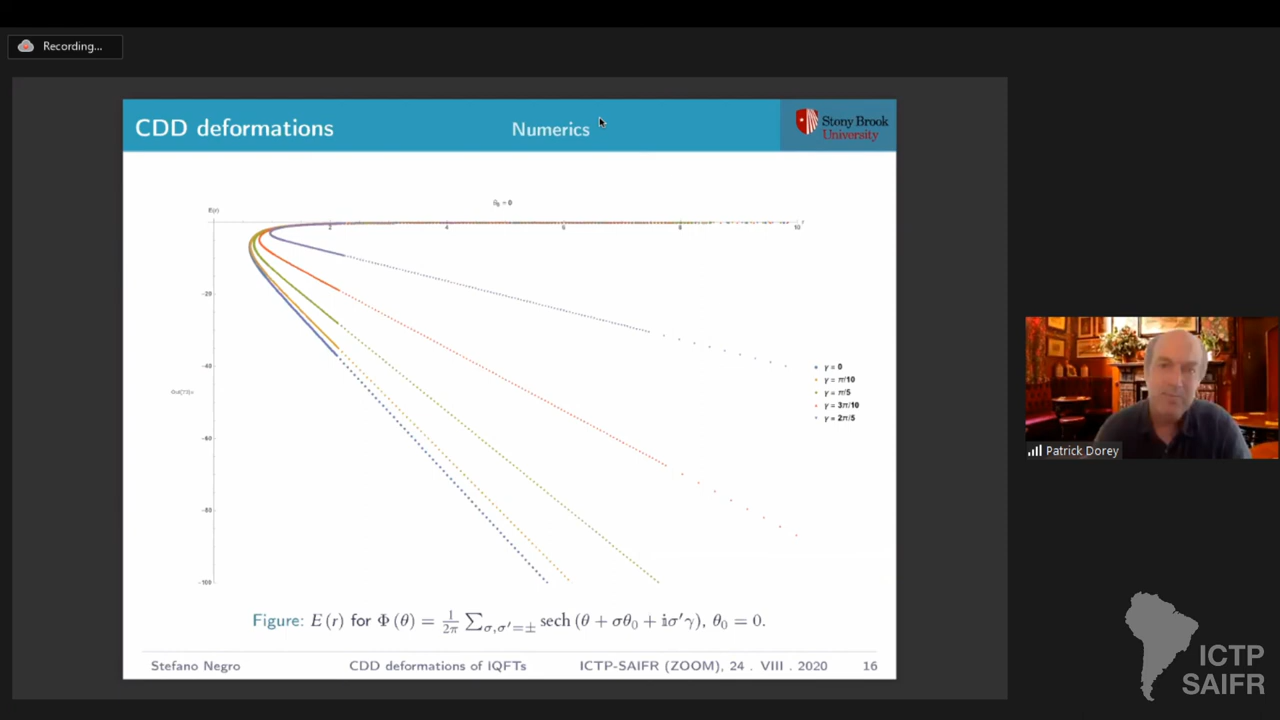 Recording...
CDD deformations
Numerics
Stony Brook
University
θ₀ = 0
E(r)
r
2
4
6
8
10
-20
-40
-60
-80
-100
γ = 0
γ = π/10
γ = π/5
γ = 3π/10
γ = 2π/5
Patrick Dorey
Figure: E(r) for Φ(θ) = 1/2π ∑σ,σ′=± sech(θ + σθ₀ + iσ′γ), θ₀ = 0.
Stefano Negro CDD deformations of IQFTs ICTP-SAIFR (ZOOM), 24 . VIII . 2020 16
ICTP
SAIFR